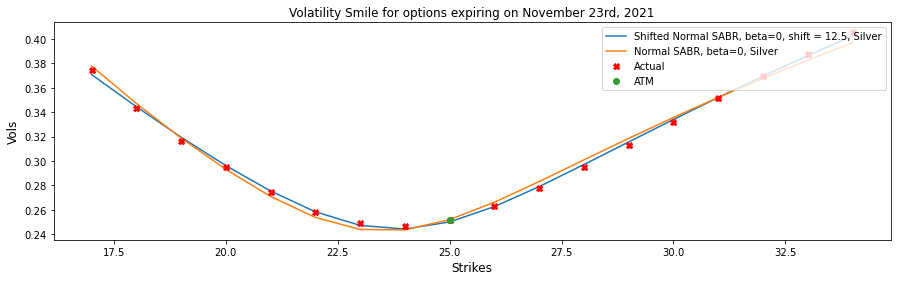 Volatility Smile for options expiring on November 23rd, 2021
Shifted Normal SABR, beta=0, shift = 12.5, Silver
Normal SABR, beta=0, Silver
Actual
ATM
0.40
0.38
0.36
0.34
0.32
0.30
0.28
0.26
0.24
Vols
17.5
20.0
22.5
25.0
27.5
30.0
32.5
Strikes